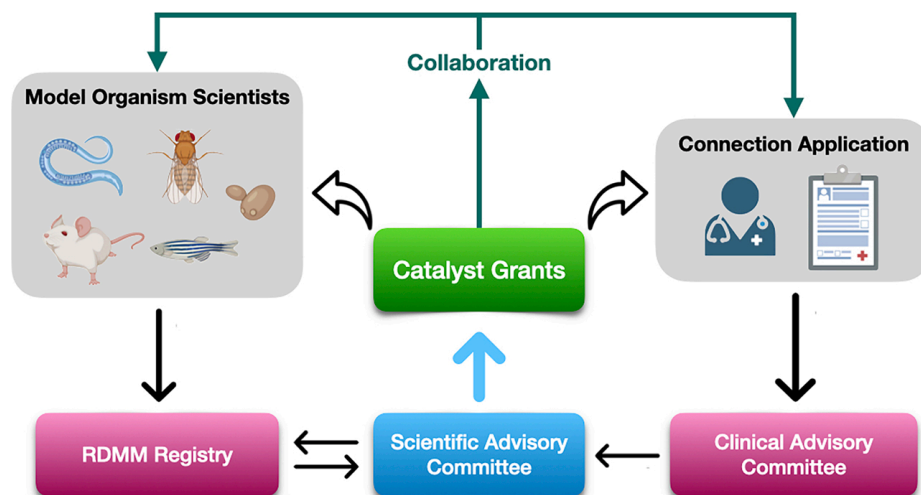 Collaboration
Model Organism Scientists
Connection Application
Catalyst Grants
RDMM Registry
Scientific Advisory
Committee
Clinical Advisory
Committee